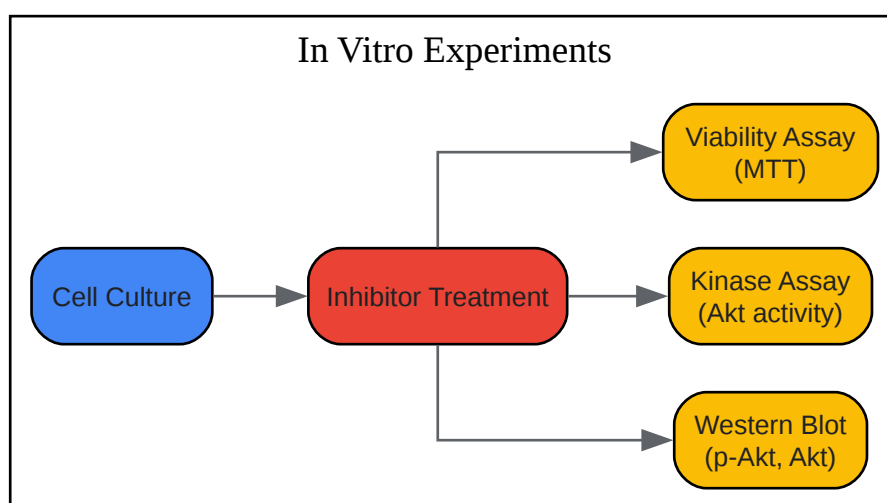 In Vitro Experiments
Viability Assay
(MTT)
Cell Culture
Inhibitor Treatment
Kinase Assay
(Akt activity)
Western Blot
(p-Akt, Akt)